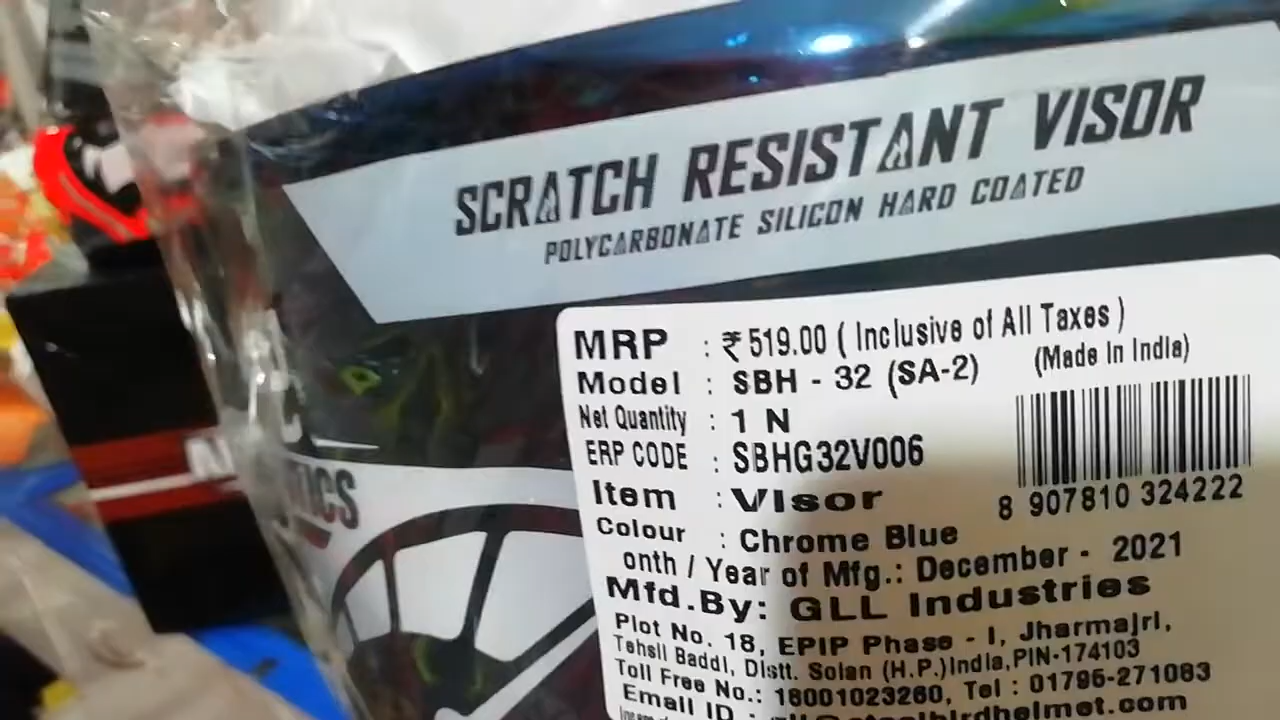 SCRATCH RESISTANT VISOR
POLYCARBONATE SILICON HARD COATED
MRP : ₹ 519.00 ( Inclusive of All Taxes )
Model : SBH - 32 (SA-2) (Made In India)
Net Quantity : 1 N
ERP CODE : SBHG32V006
Item : Visor
8 907810 324222
Colour : Chrome Blue
onth / Year of Mfg.: December - 2021
Mfd.By: GLL Industries
Plot No. 18, EPIP Phase - I, Jharmajri,
Tehsil Baddi, Distt. Solan (H.P.)India,PIN-174103
Toll Free No.: 18001023260, Tel : 01795-271083
Email ID :